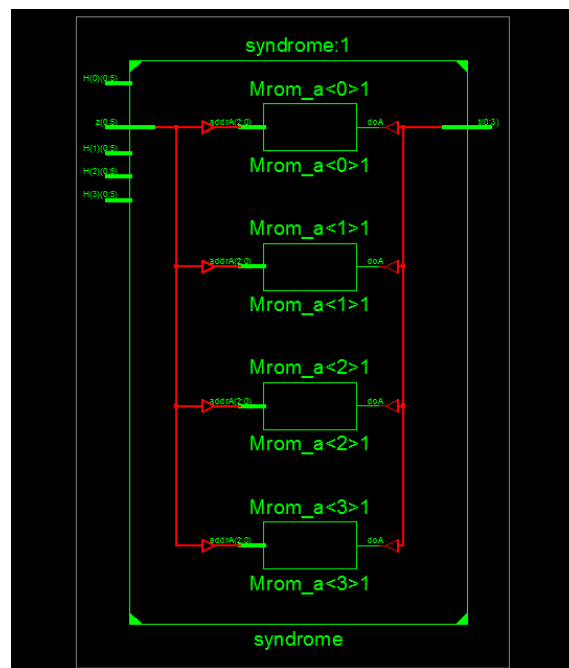 syndrome:1
H(0)(0:5)
Mrom_a<0>1
z(0:5)
addrA(2:0)
doA
t(0:3)
H(1)(0:5)
Mrom_a<0>1
H(2)(0:5)
H(3)(0:5)
Mrom_a<1>1
addrA(2:0)
doA
Mrom_a<1>1
Mrom_a<2>1
addrA(2:0)
doA
Mrom_a<2>1
Mrom_a<3>1
addrA(2:0)
doA
Mrom_a<3>1
syndrome